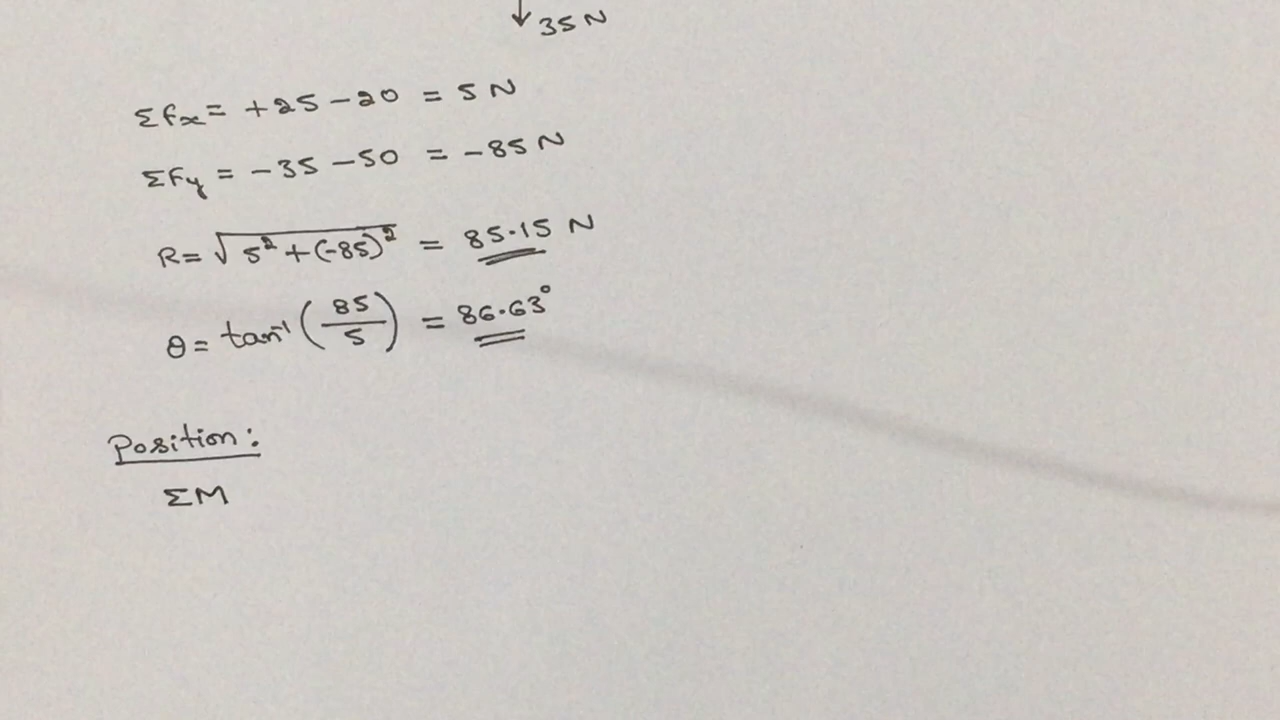 ↓ 35 N
Σfx = +25 - 20 = 5 N
ΣFy = -35 - 50 = -85 N
R = √5² + (-85)² = 85.15 N
θ = tan⁻¹ (85/5) = 86.63°
Position :
ΣM